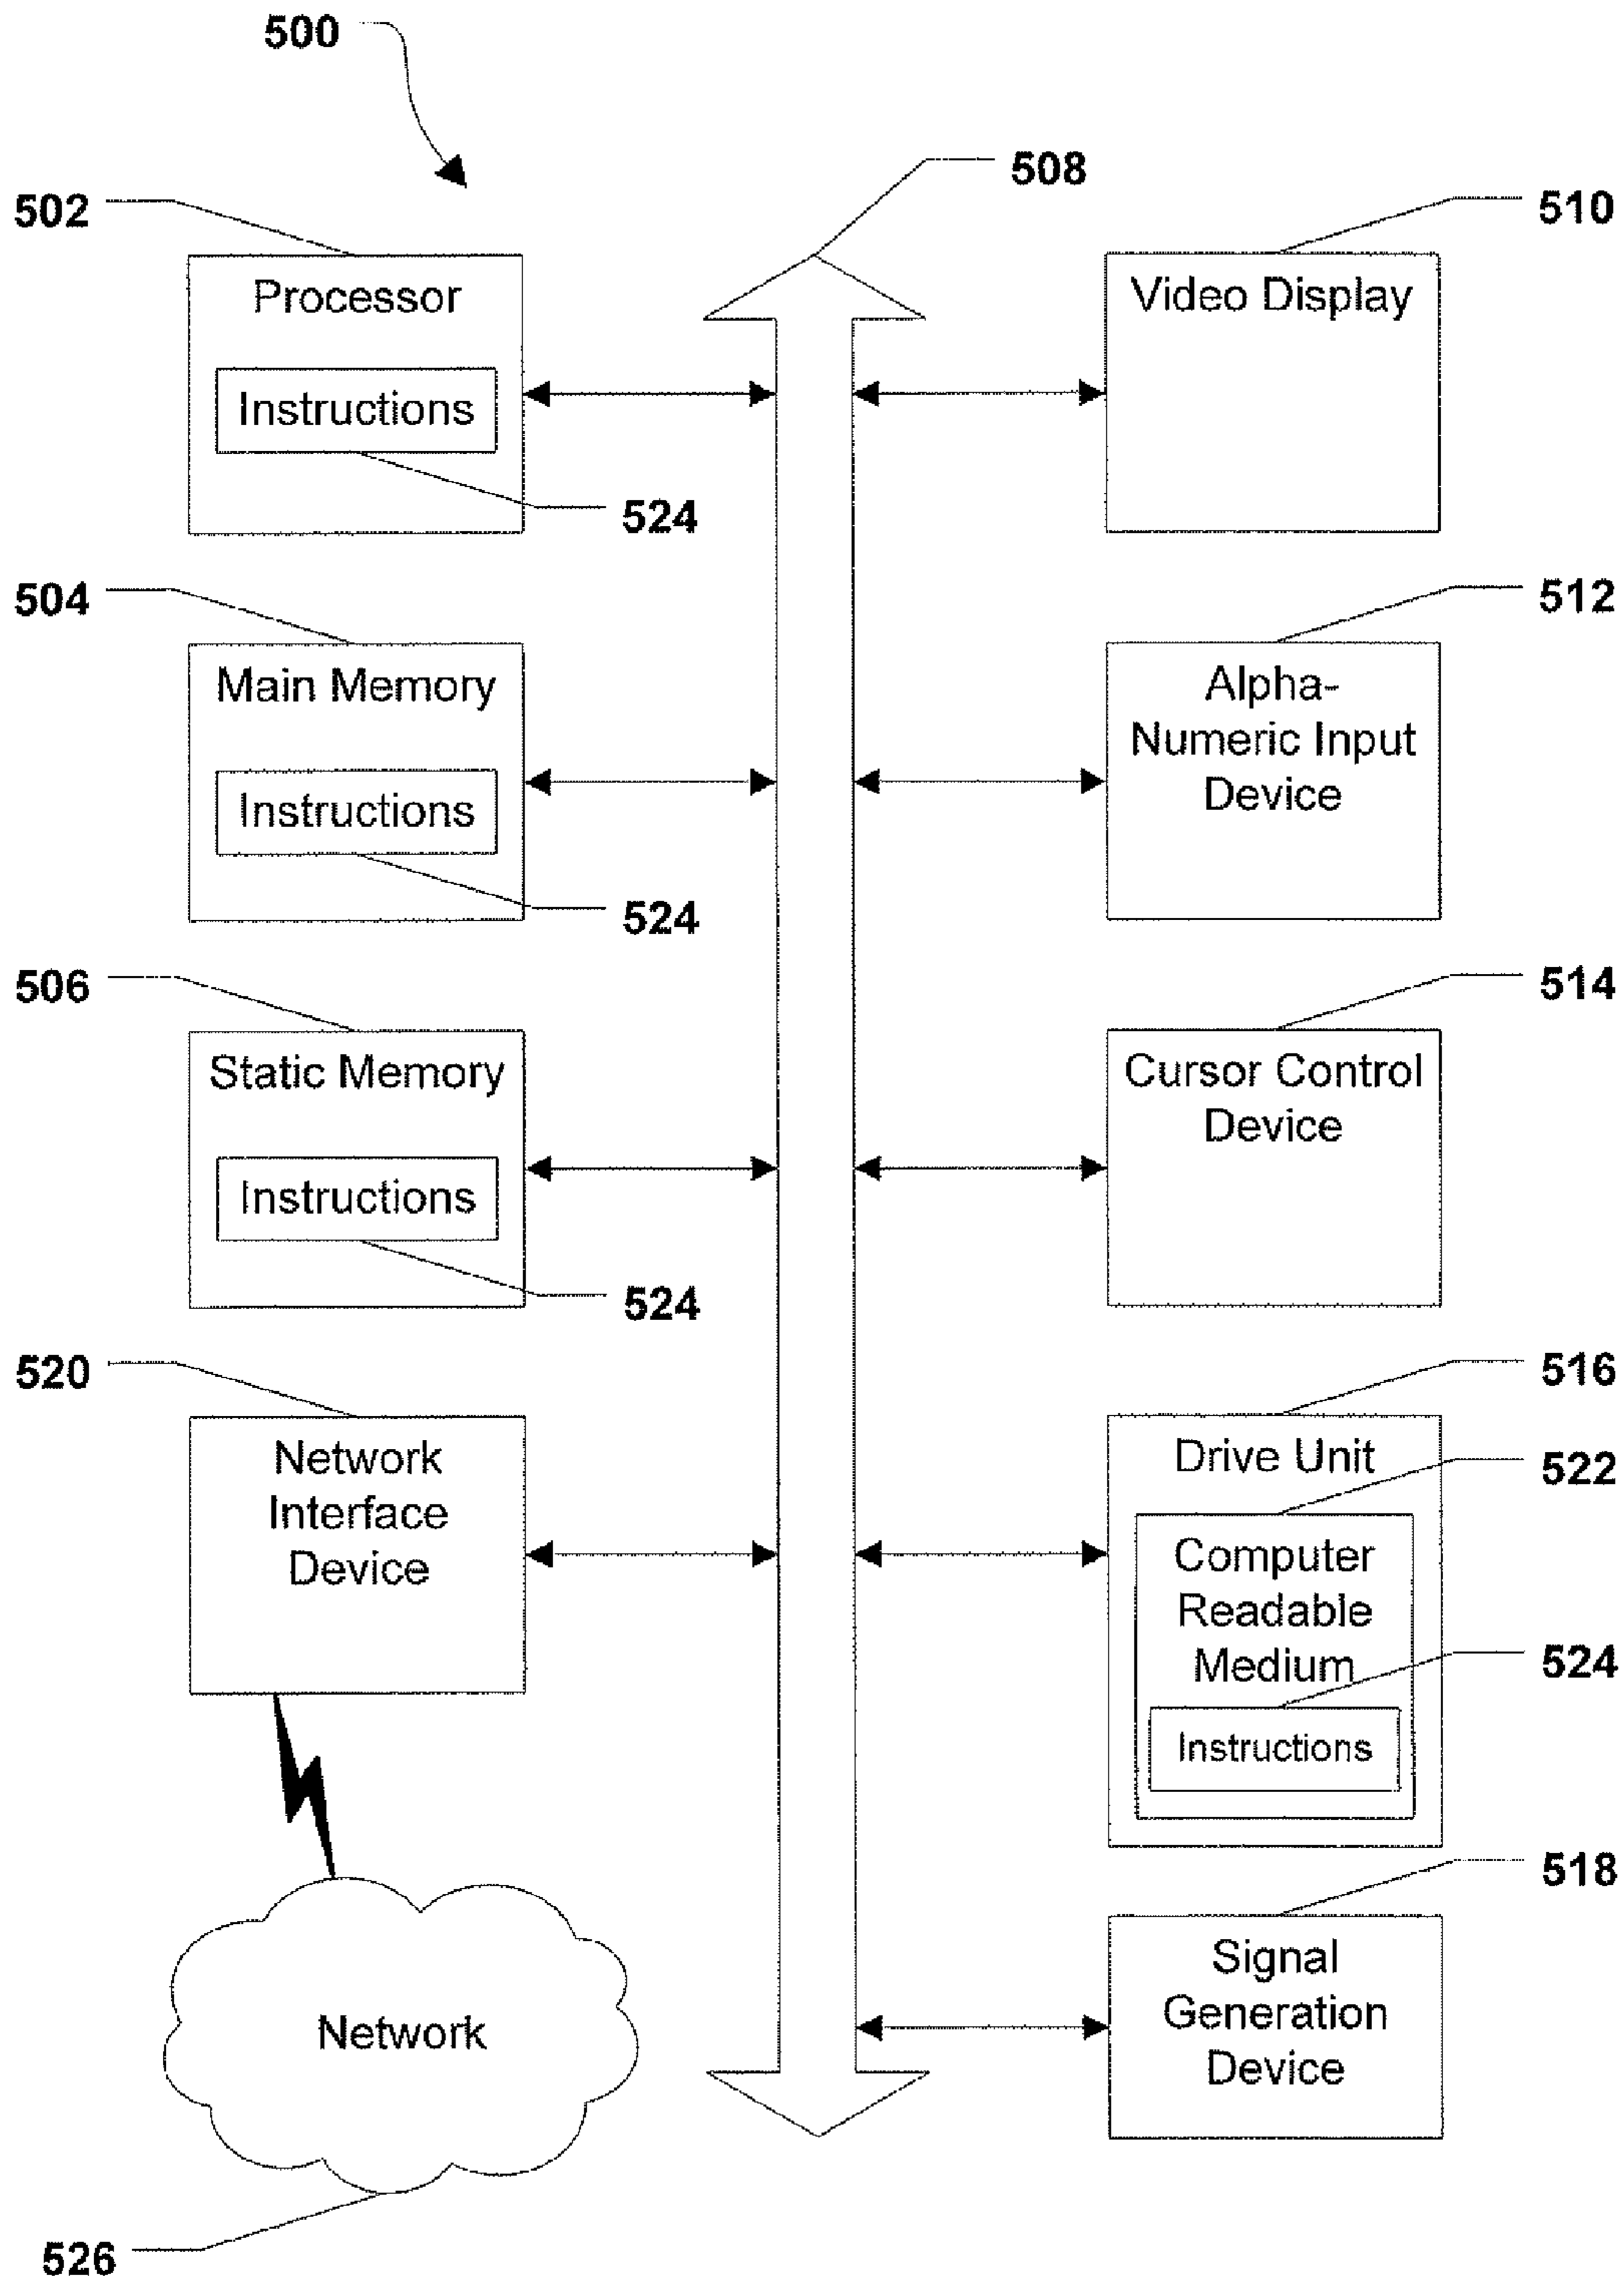 500
508
502
510
Processor
Instructions
524
Video Display
504
512
Main Memory
Instructions
524
Alpha-
Numeric Input
Device
506
514
Static Memory
Instructions
524
Cursor Control
Device
520
516
Network
Interface
Device
Drive Unit
522
Computer
Readable
Medium
524
Instructions
518
Signal
Generation
Device
Network
526